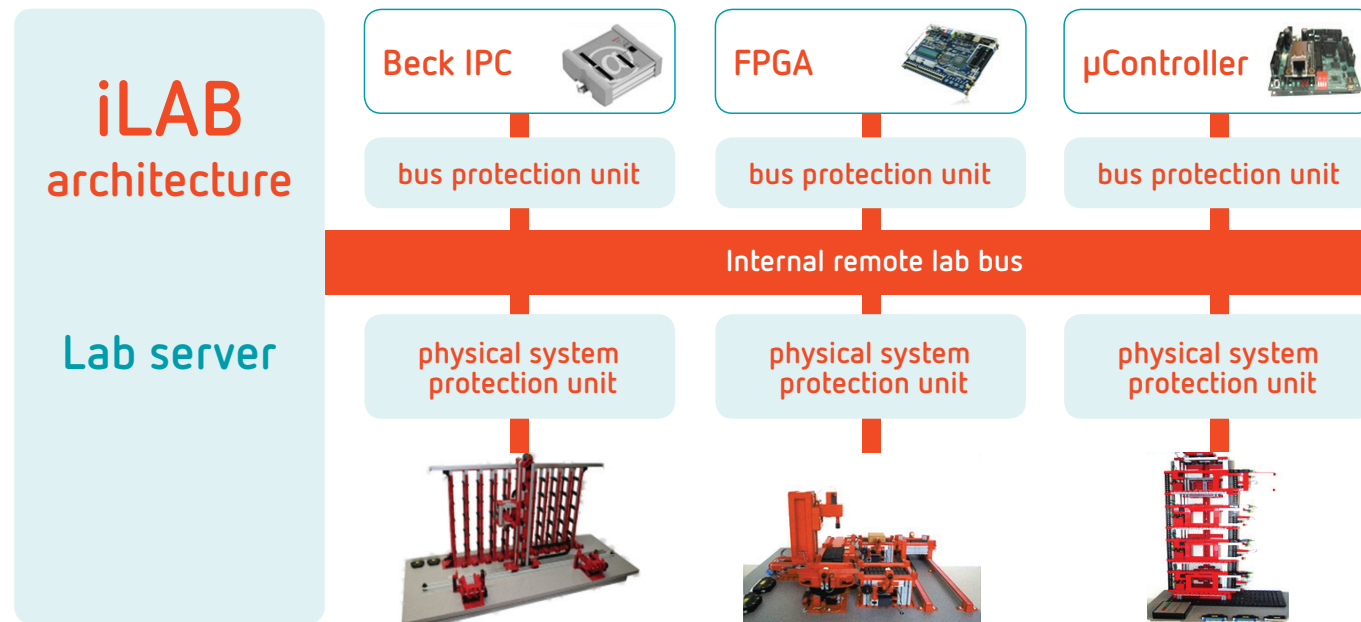 iLAB
architecture
Lab server
Beck IPC
FPGA
µController
bus protection unit
bus protection unit
bus protection unit
Internal remote lab bus
physical system
protection unit
physical system
protection unit
physical system
protection unit